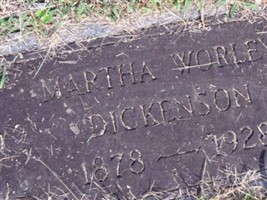 MARTHA WORLEY
DICKENSON
1878 — 1928